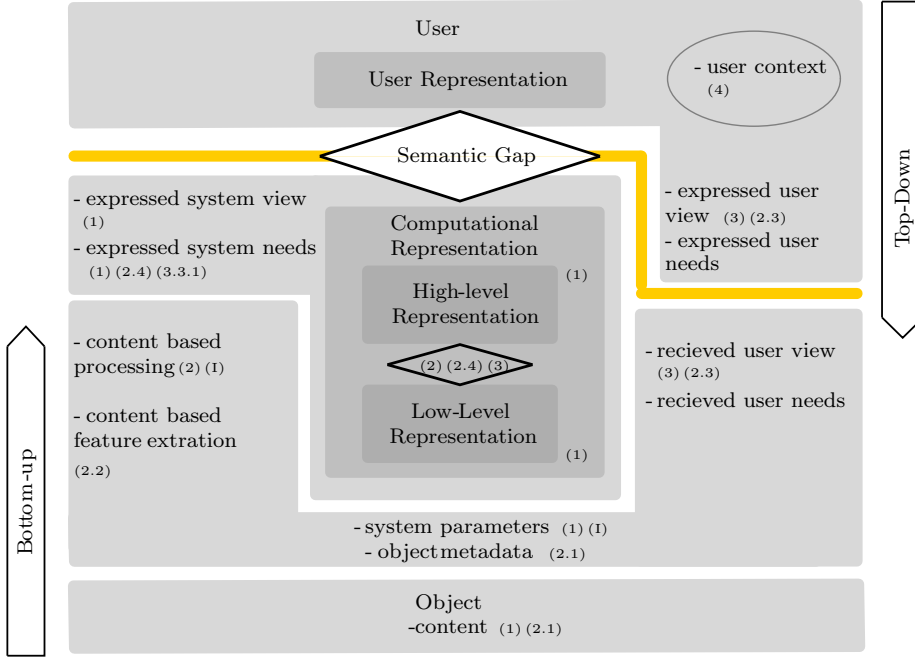 User
User Representation
- user context
(4)
Semantic Gap
- expressed system view
(1)
- expressed system needs
(1) (2.4) (3.3.1)
- expressed user
view (3) (2.3)
- expressed user
needs
Top-Down
Computational
Representation
(1)
High-level
Representation
(2) (2.4) (3)
Low-Level
Representation
(1)
- content based
processing (2) (I)
- content based
feature extration
(2.2)
- recieved user view
(3) (2.3)
- recieved user needs
Bottom-up
- system parameters (1) (I)
- object metadata (2.1)
Object
-content (1) (2.1)